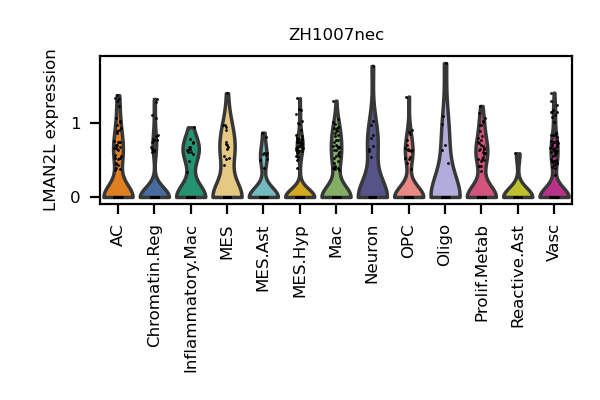 ZH1007nec
LMAN2L expression
1
0
AC
Chromatin.Reg
Inflammatory.Mac
MES
MES.Ast
MES.Hyp
Mac
Neuron
OPC
Oligo
Prolif.Metab
Reactive.Ast
Vasc